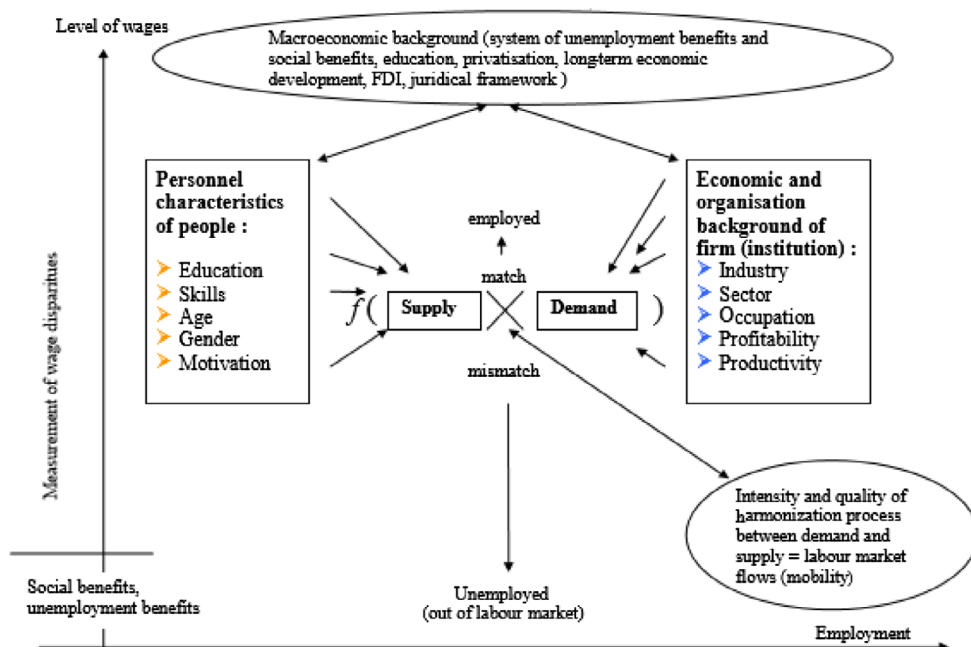 Level of wages
Macroeconomic background (system of unemployment benefits and
social benefits, education, privatisation, long-term economic
development, FDI, juridical framework )
Personnel
characteristics
of people :
Education
Skills
Age
Gender
Motivation
employed
match
f( Supply Demand )
mismatch
Economic and
organisation
background of
firm (institution) :
Industry
Sector
Occupation
Profitability
Productivity
Measurement of wage disparities
Intensity and quality of
harmonization process
between demand and
supply = labour market
flows (mobility)
Social benefits,
unemployment benefits
Unemployed
(out of labour market)
Employment